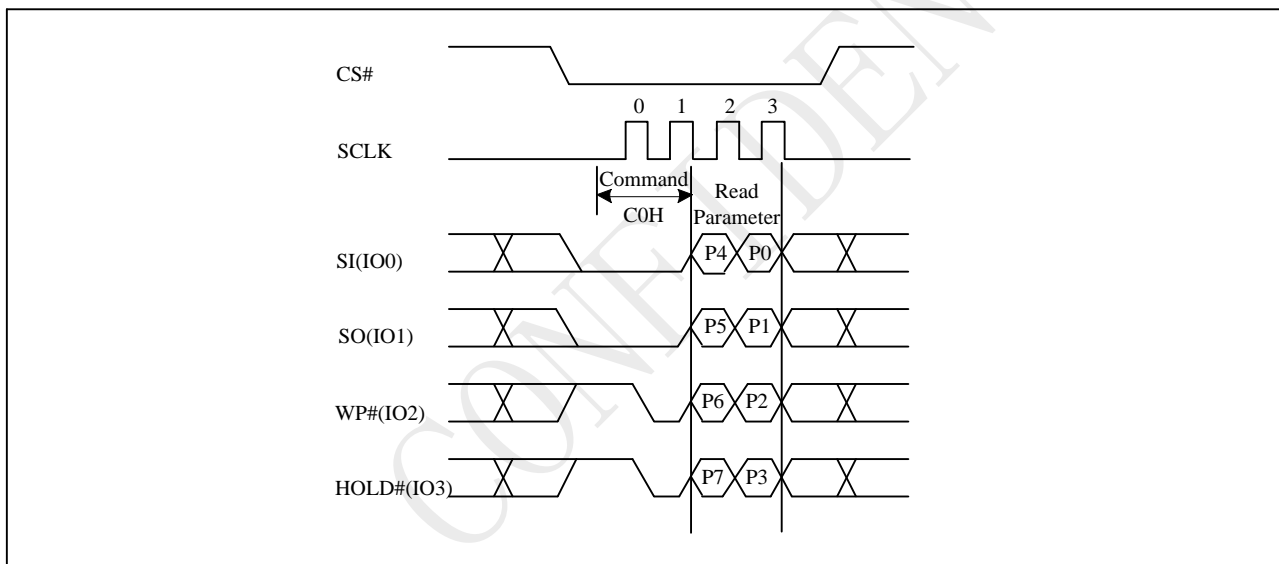 CS#
0 1 2 3
SCLK
Command
C0H
Read
Parameter
SI(IO0)
P4 P0
SO(IO1)
P5 P1
WP#(IO2)
P6 P2
HOLD#(IO3)
P7 P3
CONFIDEN